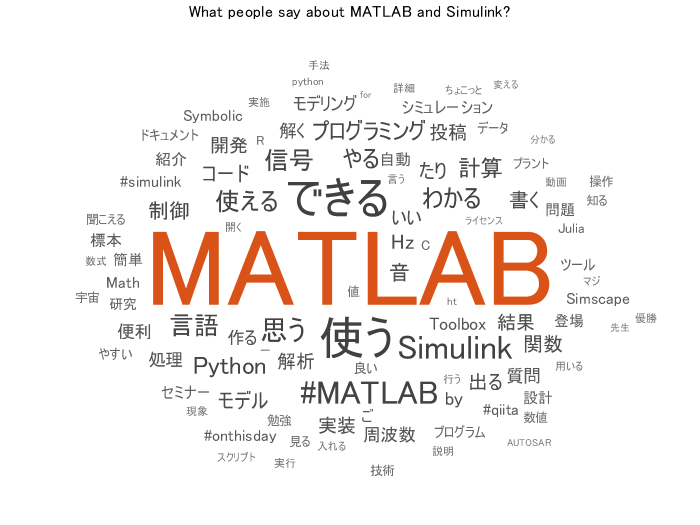 What people say about MATLAB and Simulink?
手法
python
for
詳細
ちょこっと
変える
実施
モデリング
シミュレーション
Symbolic
ドキュメント
R
解く
プログラミング
投稿
データ
分かる
開発
紹介
信号
やる
自動
たり
計算
プラント
#simulink
コード
言う
動画
操作
使える
できる
わかる
書く
知る
制御
問題
聞こえる
開く
いい
ライセンス
Julia
標本
Hz
C
数式
簡単
MATLAB
音
ツール
マジ
Math
宇宙
研究
値
ht
Simscape
便利
言語
作る
思う
使う
Toolbox
結果
登場
先生
優勝
やすい
処理
Python
一
解析
良い
Simulink
関数
用いる
セミナー
モデル
#MATLAB
行う
by
出る
質問
設計
現象
勉強
実装
ご
#qiita
数値
#onthisday
見る
入れる
周波数
プログラム
説明
AUTOSAR
スクリプト
実行
技術